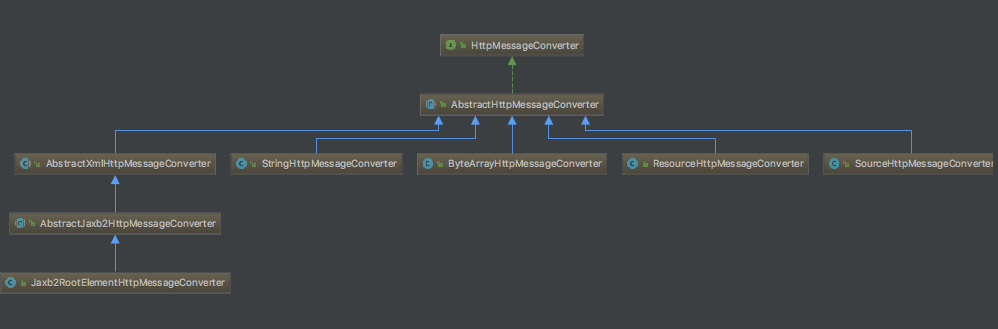 HttpMessageConverter
AbstractHttpMessageConverter
AbstractXmlHttpMessageConverter
StringHttpMessageConverter
ByteArrayHttpMessageConverter
ResourceHttpMessageConverter
SourceHttpMessageConverter
AbstractJaxb2HttpMessageConverter
Jaxb2RootElementHttpMessageConverter